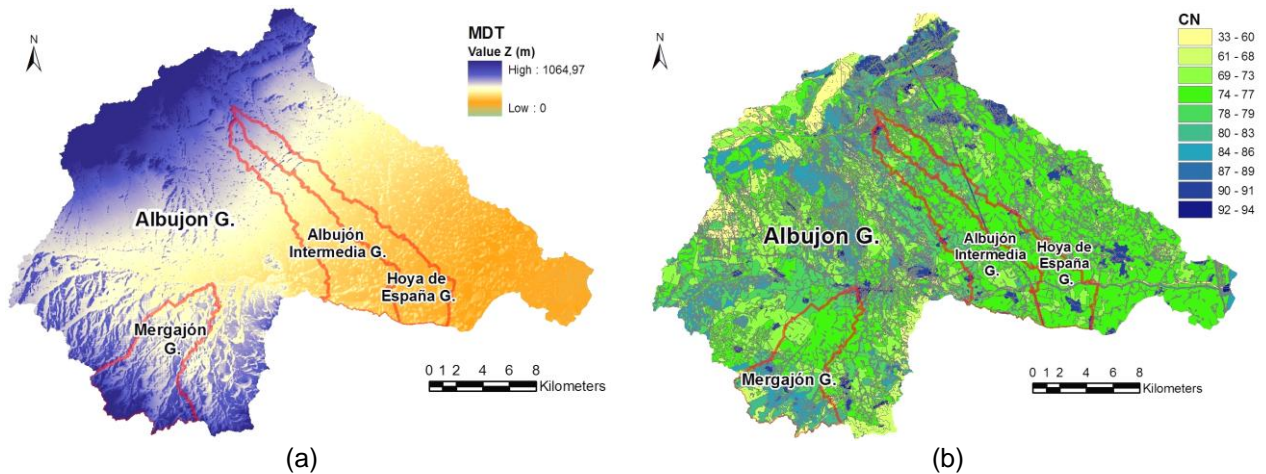 N
MDT
Value Z (m)
High : 1064,97
Low : 0
Albujon G.
Albujón
Intermedia G.
Hoya de
España G.
Mergajón
G.
0 1 2 4 6 8
Kilometers
(a)
N
CN
33 - 60
61 - 68
69 - 73
74 - 77
78 - 79
80 - 83
84 - 86
87 - 89
90 - 91
92 - 94
Albujon G.
Albujón
Intermedia
G.
Hoya de
España
G.
Mergajón G.
0 1 2 4 6 8
Kilometers
(b)